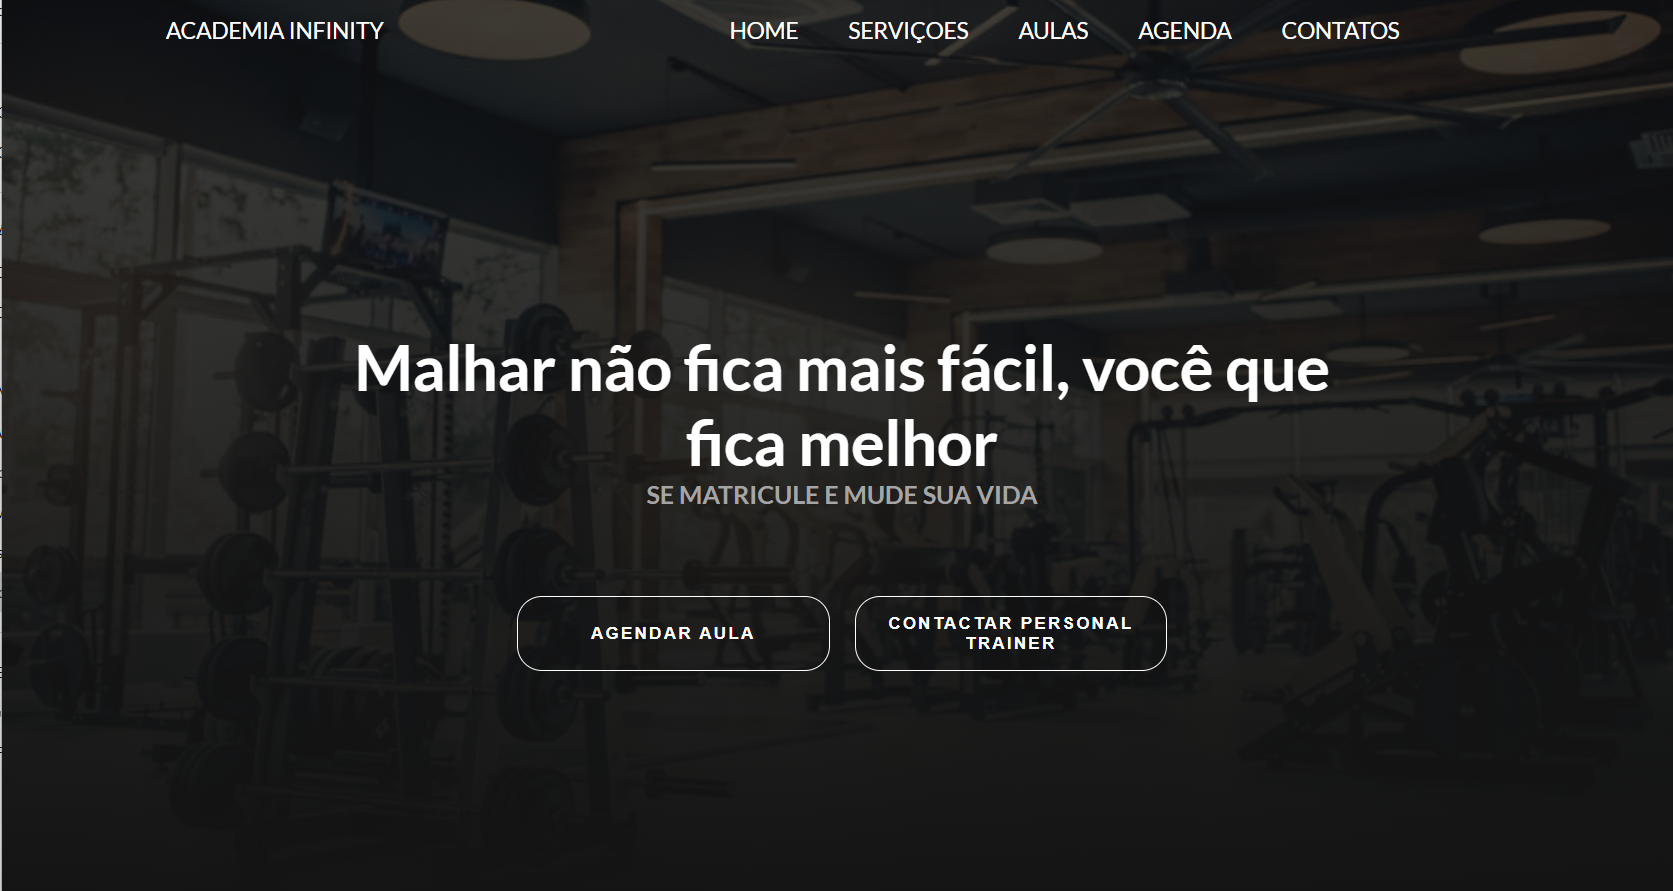 ACADEMIA INFINITY HOME SERVIÇOES AULAS AGENDA CONTATOS
Malhar não fica mais fácil, você que
fica melhor
SE MATRICULE E MUDE SUA VIDA
AGENDAR AULA
CONTACTAR PERSONAL
TRAINER